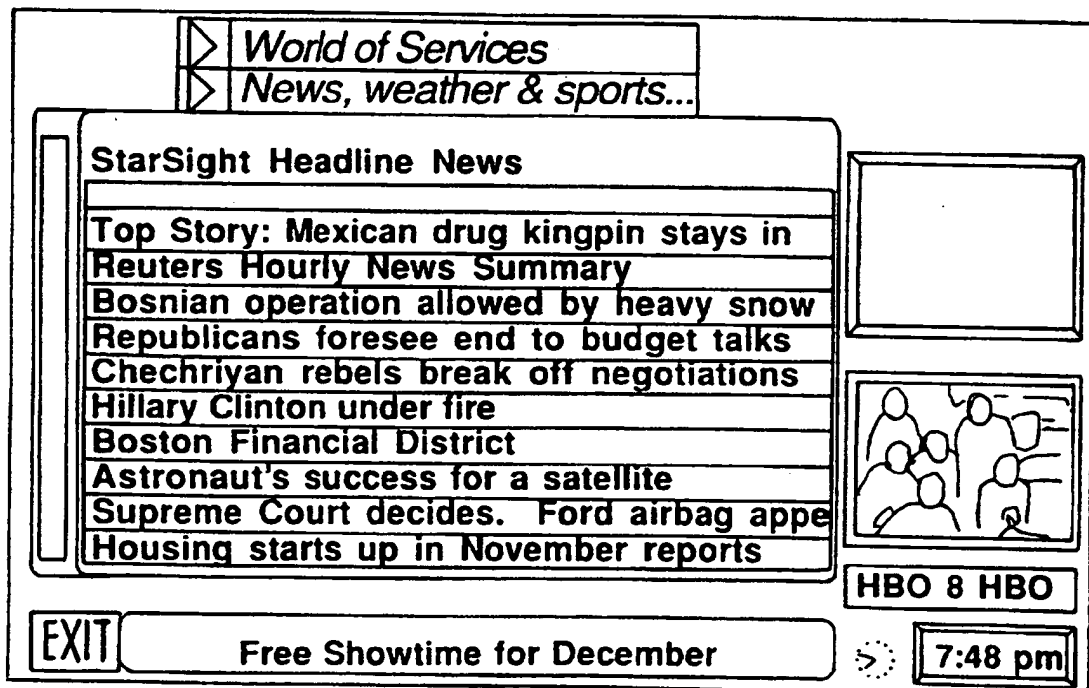 World of Services
News, weather & sports...
StarSight Headline News
Top Story: Mexican drug kingpin stays in
Reuters Hourly News Summary
Bosnian operation allowed by heavy snow
Republicans foresee end to budget talks
Chechriyan rebels break off negotiations
Hillary Clinton under fire
Boston Financial District
Astronaut's success for a satellite
Supreme Court decides. Ford airbag appe
Housing starts up in November reports
HBO 8 HBO
EXIT
Free Showtime for December
7:48 pm